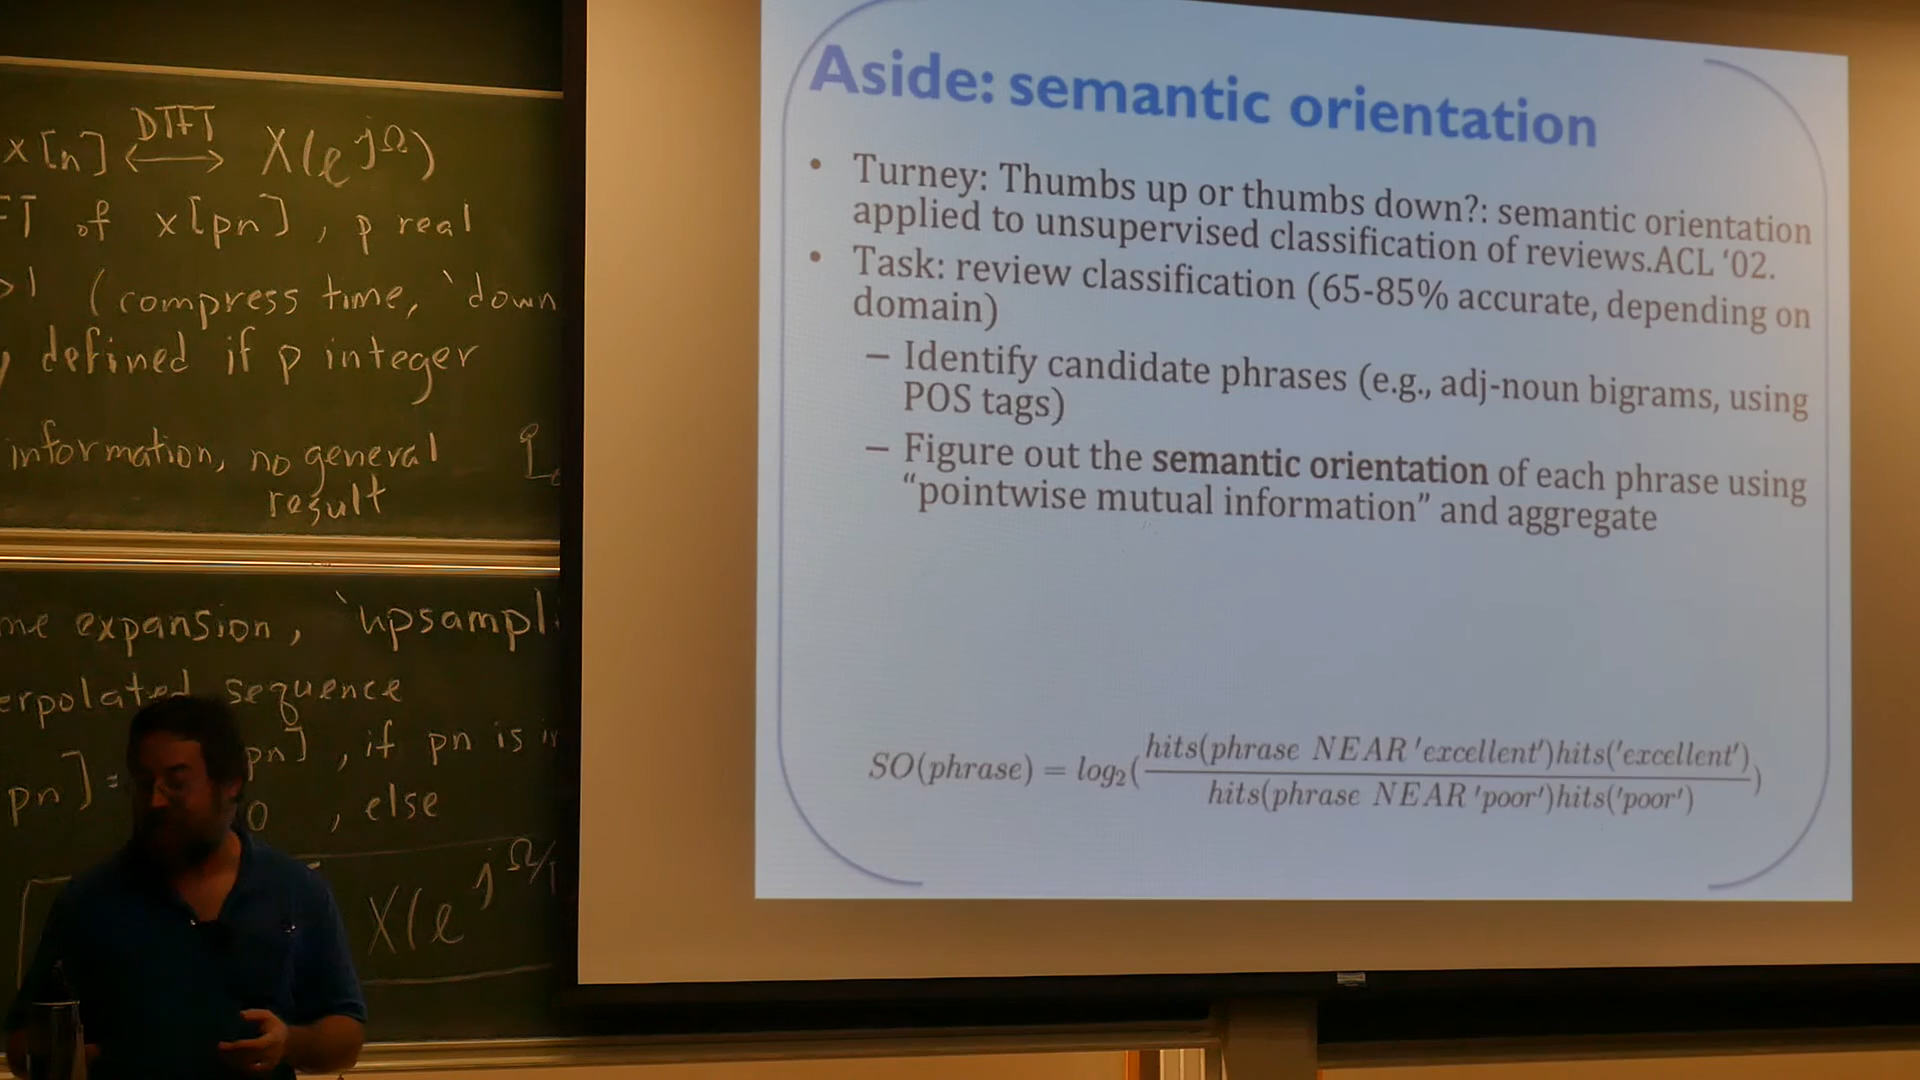 x[n] DTFT ⟷ X(e^{jΩ})
FT of x[pn], p real
>1 (compress time, `down
defined if p integer
information, no general
result
me expansion, `upsampl
erpolated sequence
pn] = pn], if pn is in
0, else
X(e^{jΩ/
Aside: semantic orientation
• Turney: Thumbs up or thumbs down?: semantic orientation
applied to unsupervised classification of reviews.ACL ‘02.
• Task: review classification (65-85% accurate, depending on
domain)
– Identify candidate phrases (e.g., adj-noun bigrams, using
POS tags)
– Figure out the semantic orientation of each phrase using
“pointwise mutual information” and aggregate
SO(phrase) = log₂(hits(phrase NEAR 'excellent')hits('excellent') / hits(phrase NEAR 'poor')hits('poor'))